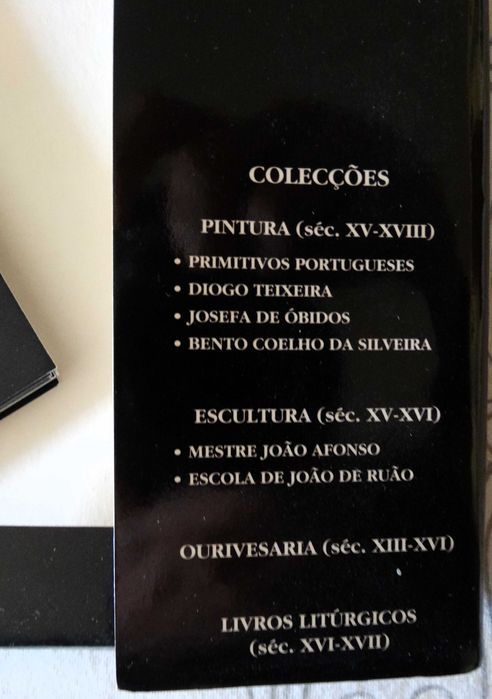 COLECÇÕES
PINTURA (séc. XV-XVIII)
• PRIMITIVOS PORTUGUESES
• DIOGO TEIXEIRA
• JOSEFA DE ÓBIDOS
• BENTO COELHO DA SILVEIRA
ESCULTURA (séc. XV-XVI)
• MESTRE JOÃO AFONSO
• ESCOLA DE JOÃO DE RUÃO
OURIVESARIA (séc. XIII-XVI)
LIVROS LITÚRGICOS
(séc. XVI-XVII)